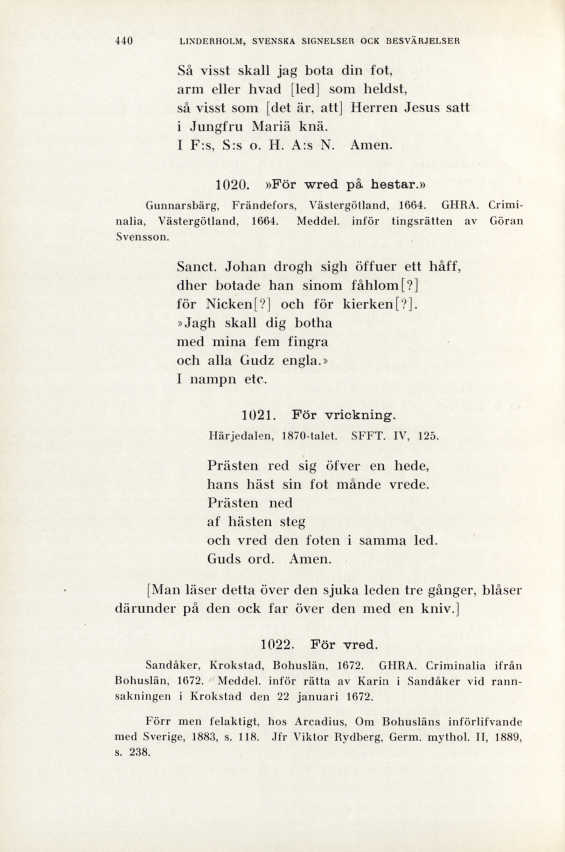 440 LINDERHOLM, SVENSKA SIGNELSER OCK BESVÄRJELSER
Så visst skall jag bota din fot,
arm eller hvad [led] som heldst,
så visst som [det är, att] Herren Jesus satt
i Jungfru Mariä knä.
I F:s, S:s o. H. A:s N. Amen.
1020. »För wred på hestar.»
Gunnarsbärg, Frändefors, Västergötland, 1664. GHRA. Crimi-
nalia, Västergötland, 1664. Meddel. inför tingsrätten av Göran
Svensson.
Sanct. Johan drogh sigh öffuer ett håff,
dher botade han sinom fåhlom[?]
för Nicken[?] och för kierken[?].
»Jagh skall dig botha
med mina fem fingra
och alla Gudz engla.»
I nampn etc.
1021. För vrickning.
Härjedalen, 1870-talet. SFFT. IV, 125.
Prästen red sig öfver en hede,
hans häst sin fot månde vrede.
Prästen ned
af hästen steg
och vred den foten i samma led.
Guds ord. Amen.
[Man läser detta över den sjuka leden tre gånger, blåser
därunder på den ock far över den med en kniv.]
1022. För vred.
Sandåker, Krokstad, Bohuslän, 1672. GHRA. Criminalia ifrån
Bohuslän, 1672. Meddel. inför rätta av Karin i Sandåker vid rann-
sakningen i Krokstad den 22 januari 1672.
Förr men felaktigt, hos Arcadius, Om Bohusläns införlifvande
med Sverige, 1883, s. 118. Jfr Viktor Rydberg, Germ. mythol. II, 1889,
s. 238.